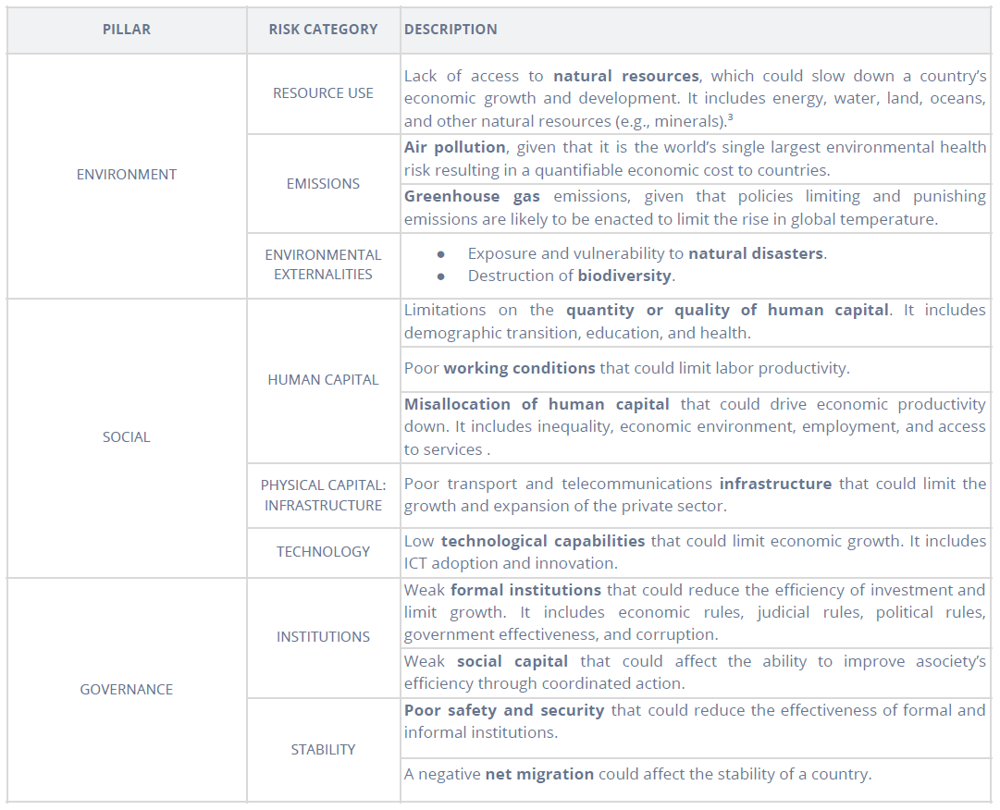 PILLAR
RISK CATEGORY
DESCRIPTION
ENVIRONMENT
RESOURCE USE
Lack of access to natural resources, which could slow down a country’s
economic growth and development. It includes energy, water, land, oceans,
and other natural resources (e.g., minerals).³
EMISSIONS
Air pollution, given that it is the world’s single largest environmental health
risk resulting in a quantifiable economic cost to countries.
Greenhouse gas emissions, given that policies limiting and punishing
emissions are likely to be enacted to limit the rise in global temperature.
ENVIRONMENTAL
EXTERNALITIES
● Exposure and vulnerability to natural disasters.
● Destruction of biodiversity.
SOCIAL
HUMAN CAPITAL
Limitations on the quantity or quality of human capital. It includes
demographic transition, education, and health.
Poor working conditions that could limit labor productivity.
Misallocation of human capital that could drive economic productivity
down. It includes inequality, economic environment, employment, and access
to services .
PHYSICAL CAPITAL:
INFRASTRUCTURE
Poor transport and telecommunications infrastructure that could limit the
growth and expansion of the private sector.
TECHNOLOGY
Low technological capabilities that could limit economic growth. It includes
ICT adoption and innovation.
GOVERNANCE
INSTITUTIONS
Weak formal institutions that could reduce the efficiency of investment and
limit growth. It includes economic rules, judicial rules, political rules,
government effectiveness, and corruption.
Weak social capital that could affect the ability to improve asociety’s
efficiency through coordinated action.
STABILITY
Poor safety and security that could reduce the effectiveness of formal and
informal institutions.
A negative net migration could affect the stability of a country.